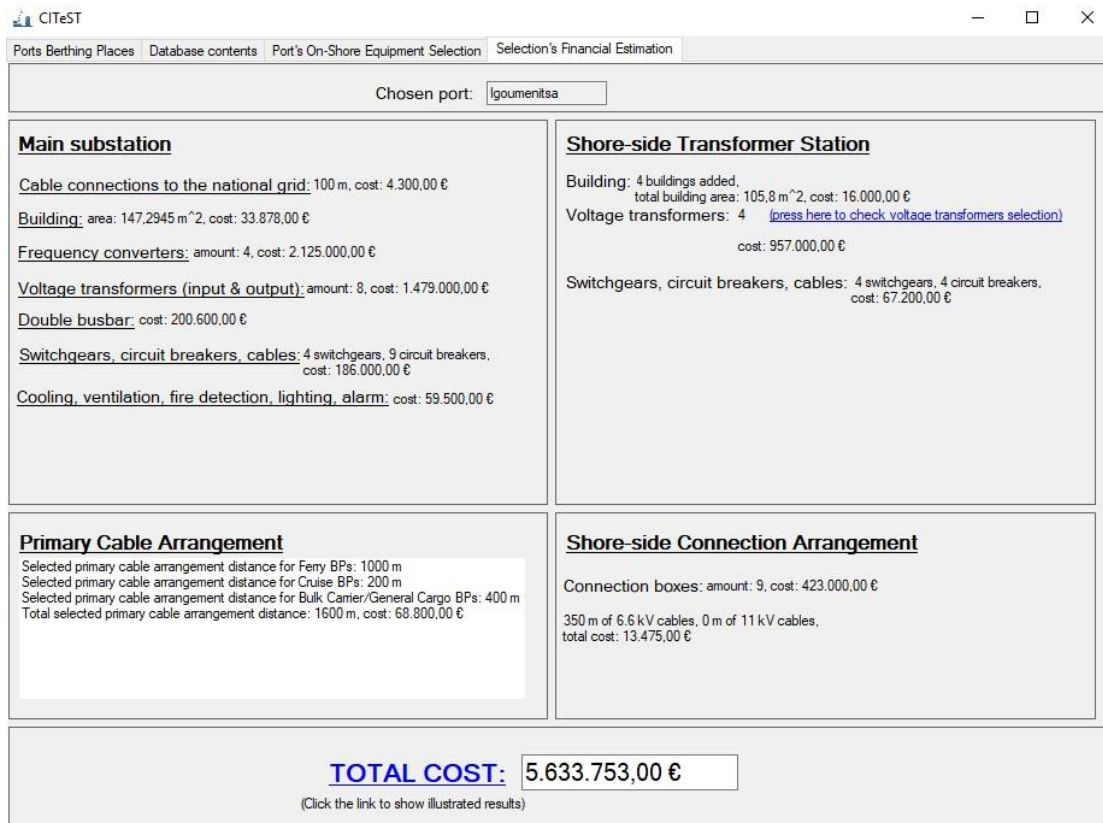 CITeST
Ports Berthing Places Database contents Port's On-Shore Equipment Selection Selection's Financial Estimation
Chosen port: Igoumenitsa
Main substation
Cable connections to the national grid: 100 m, cost: 4.300,00 €
Building: area: 147,2945 m^2, cost: 33.878,00 €
Frequency converters: amount: 4, cost: 2.125.000,00 €
Voltage transformers (input & output): amount: 8, cost: 1.479.000,00 €
Double busbar: cost: 200.600,00 €
Switchgears, circuit breakers, cables: 4 switchgears, 9 circuit breakers,
cost: 186.000,00 €
Cooling, ventilation, fire detection, lighting, alarm: cost: 59.500,00 €
Shore-side Transformer Station
Building: 4 buildings added,
total building area: 105,8 m^2, cost: 16.000,00 €
Voltage transformers: 4 (press here to check voltage transformers selection)
cost: 957.000,00 €
Switchgears, circuit breakers, cables: 4 switchgears, 4 circuit breakers,
cost: 67.200,00 €
Primary Cable Arrangement
Selected primary cable arrangement distance for Ferry BPs: 1000 m
Selected primary cable arrangement distance for Cruise BPs: 200 m
Selected primary cable arrangement distance for Bulk Carrier/General Cargo BPs: 400 m
Total selected primary cable arrangement distance: 1600 m, cost: 68.800,00 €
Shore-side Connection Arrangement
Connection boxes: amount: 9, cost: 423.000,00 €
350 m of 6.6 kV cables, 0 m of 11 kV cables,
total cost: 13.475,00 €
TOTAL COST: 5.633.753,00 €
(Click the link to show illustrated results)